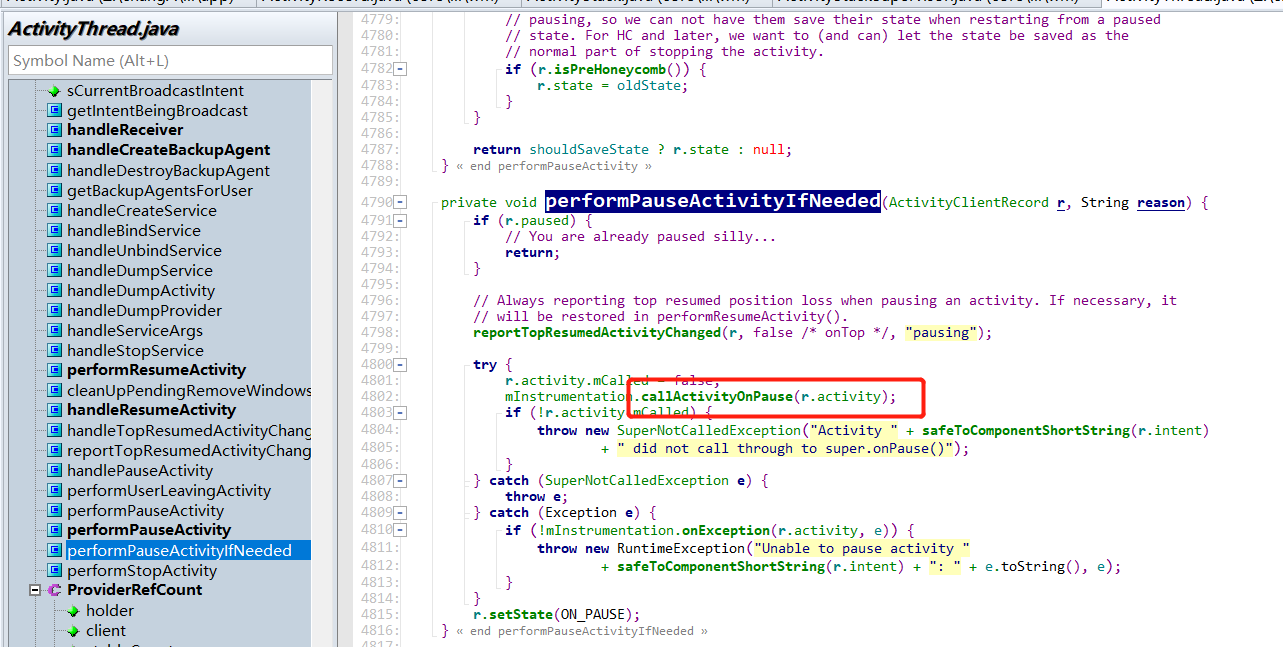 ActivityThread.java
Symbol Name (Alt+L)
sCurrentBroadcastIntent
getIntentBeingBroadcast
handleReceiver
handleCreateBackupAgent
handleDestroyBackupAgent
getBackupAgentsForUser
handleCreateService
handleBindService
handleUnbindService
handleDumpService
handleDumpActivity
handleDumpProvider
handleServiceArgs
handleStopService
performResumeActivity
cleanUpPendingRemoveWindows
handleResumeActivity
handleTopResumedActivityChang
reportTopResumedActivityChang
handlePauseActivity
performUserLeavingActivity
performPauseActivity
performPauseActivity
performPauseActivityIfNeeded
performStopActivity
ProviderRefCount
holder
client
4779: // pausing, so we can not have them save their state when restarting from a paused
4780: // state. For HC and later, we want to (and can) let the state be saved as the
4781: // normal part of stopping the activity.
4782: if (r.isPreHoneycomb()) {
4783: r.state = oldState;
4784: }
4785: }
4786:
4787: return shouldSaveState ? r.state : null;
4788: } « end performPauseActivity »
4789:
4790: private void performPauseActivityIfNeeded(ActivityClientRecord r, String reason) {
4791: if (r.paused) {
4792: // You are already paused silly...
4793: return;
4794: }
4795:
4796: // Always reporting top resumed position loss when pausing an activity. If necessary, it
4797: // will be restored in performResumeActivity().
4798: reportTopResumedActivityChanged(r, false /* onTop */, "pausing");
4799:
4800: try {
4801: r.activity.mCalled = false;
4802: mInstrumentation.callActivityOnPause(r.activity);
4803: if (!r.activity.mCalled) {
4804: throw new SuperNotCalledException("Activity " + safeToComponentShortString(r.intent)
4805: + " did not call through to super.onPause()");
4806: }
4807: } catch (SuperNotCalledException e) {
4808: throw e;
4809: } catch (Exception e) {
4810: if (!mInstrumentation.onException(r.activity, e)) {
4811: throw new RuntimeException("Unable to pause activity "
4812: + safeToComponentShortString(r.intent) + ": " + e.toString(), e);
4813: }
4814: }
4815: r.setState(ON_PAUSE);
4816: } « end performPauseActivityIfNeeded »
4817: